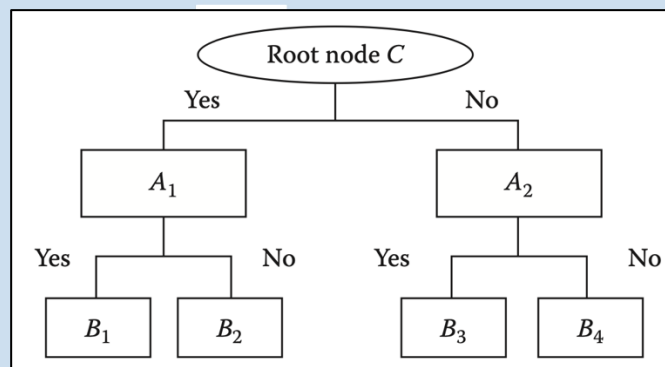 Root node C
Yes No
A₁ A₂
Yes No Yes No
B₁ B₂ B₃ B₄